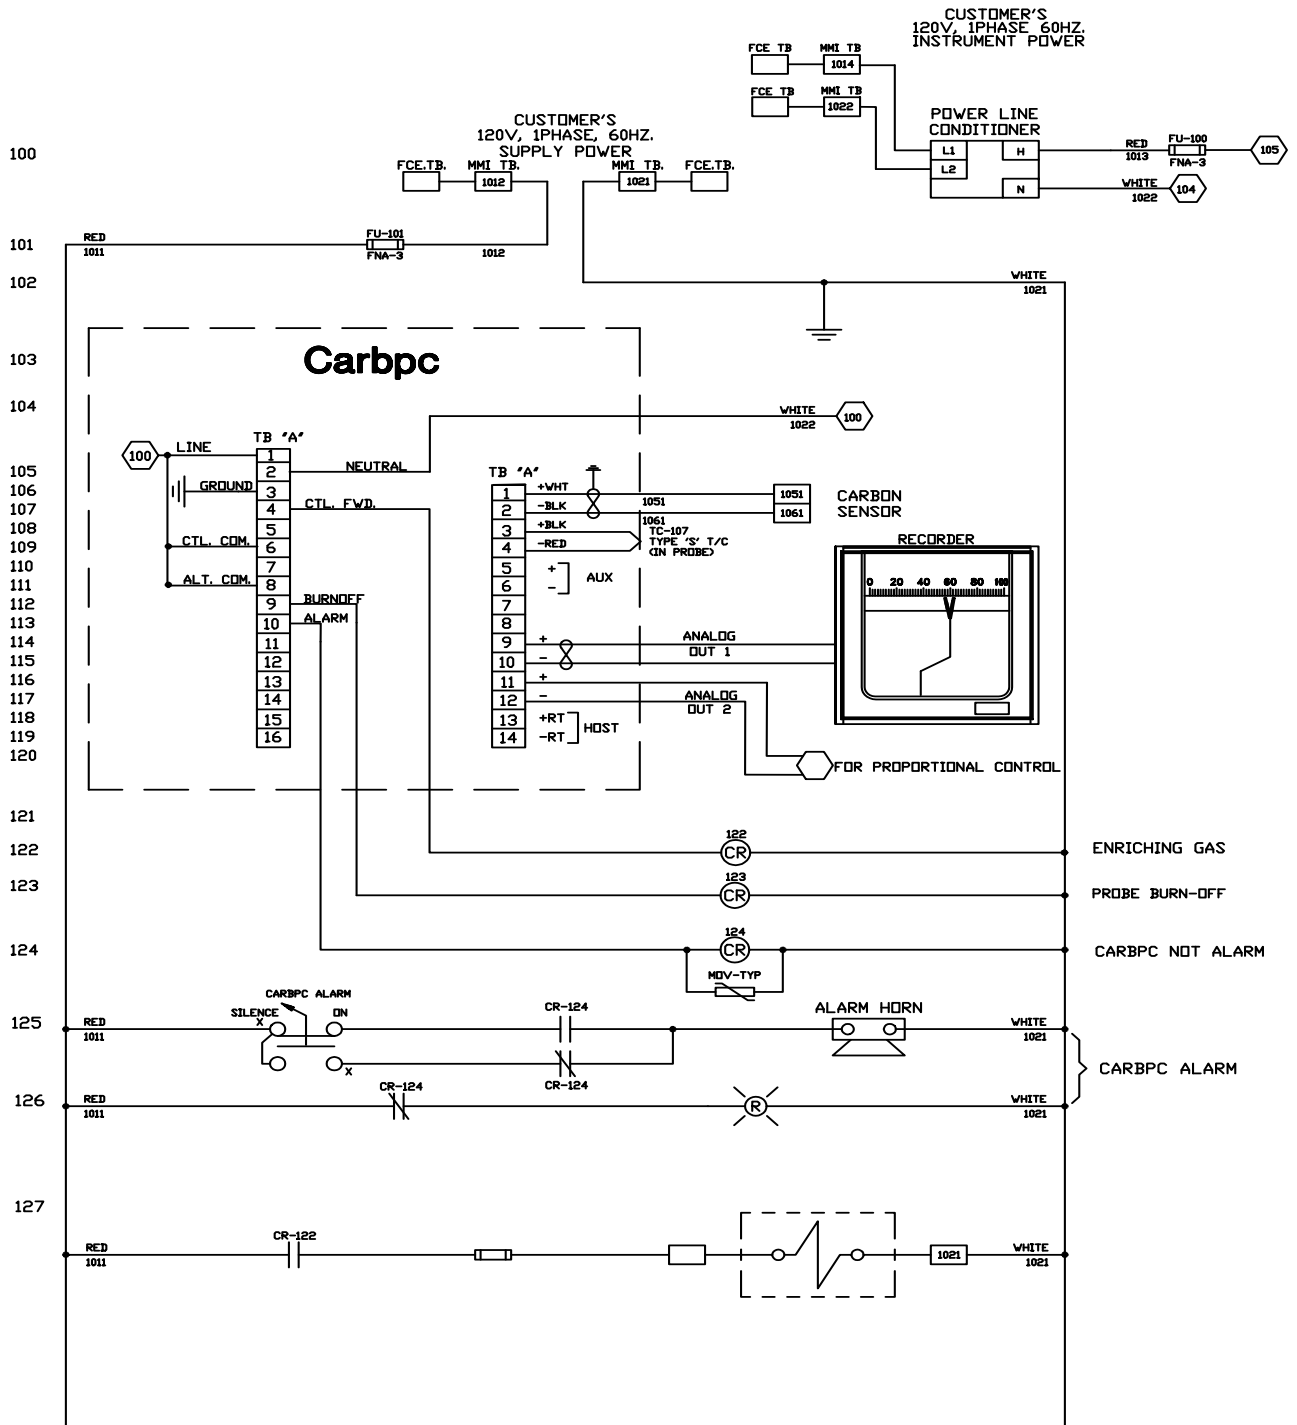 CUSTOMER'S
120V, 1PHASE 60HZ.
INSTRUMENT POWER
FCE TB
MMI TB
1014
FCE TB
MMI TB
1022
POWER LINE
CONDITIONER
L1
H
L2
N
RED
1013
FU-100
FNA-3
105
WHITE
1022
104
100
CUSTOMER'S
120V, 1PHASE, 60HZ.
SUPPLY POWER
FCE.TB.
MMI TB.
1012
MMI TB.
1021
FCE.TB.
101
RED
1011
FU-101
FNA-3
1012
102
WHITE
1021
103
Carbpc
104
WHITE
1022
100
TB "A"
100
LINE
1
105
2
NEUTRAL
106
GROUND
3
107
4
CTL. FWD.
108
5
109
CTL. COM.
6
110
7
111
ALT. COM.
8
112
9
BURNOFF
113
10
ALARM
114
11
115
12
116
13
117
14
118
15
119
16
120
TB "A"
1
+WHT
1051
1051
2
-BLK
1061
1061
CARBON
SENSOR
3
+BLK
TC-107
TYPE 'S' T/C
(IN PROBE)
4
-RED
5
+
AUX
6
-
7
8
9
+
ANALOG
OUT 1
10
-
11
+
12
-
ANALOG
OUT 2
13
+RT
HOST
14
-RT
RECORDER
0 20 40 60 80 100
FOR PROPORTIONAL CONTROL
121
122
122
CR
ENRICHING GAS
123
123
CR
PROBE BURN-OFF
124
124
CR
MOV-TYP
CARBPC NOT ALARM
125
RED
1011
CARBPC ALARM
SILENCE
X
ON
X
CR-124
CR-124
ALARM HORN
WHITE
1021
CARBPC ALARM
126
RED
1011
CR-124
R
WHITE
1021
127
RED
1011
CR-122
1021
WHITE
1021